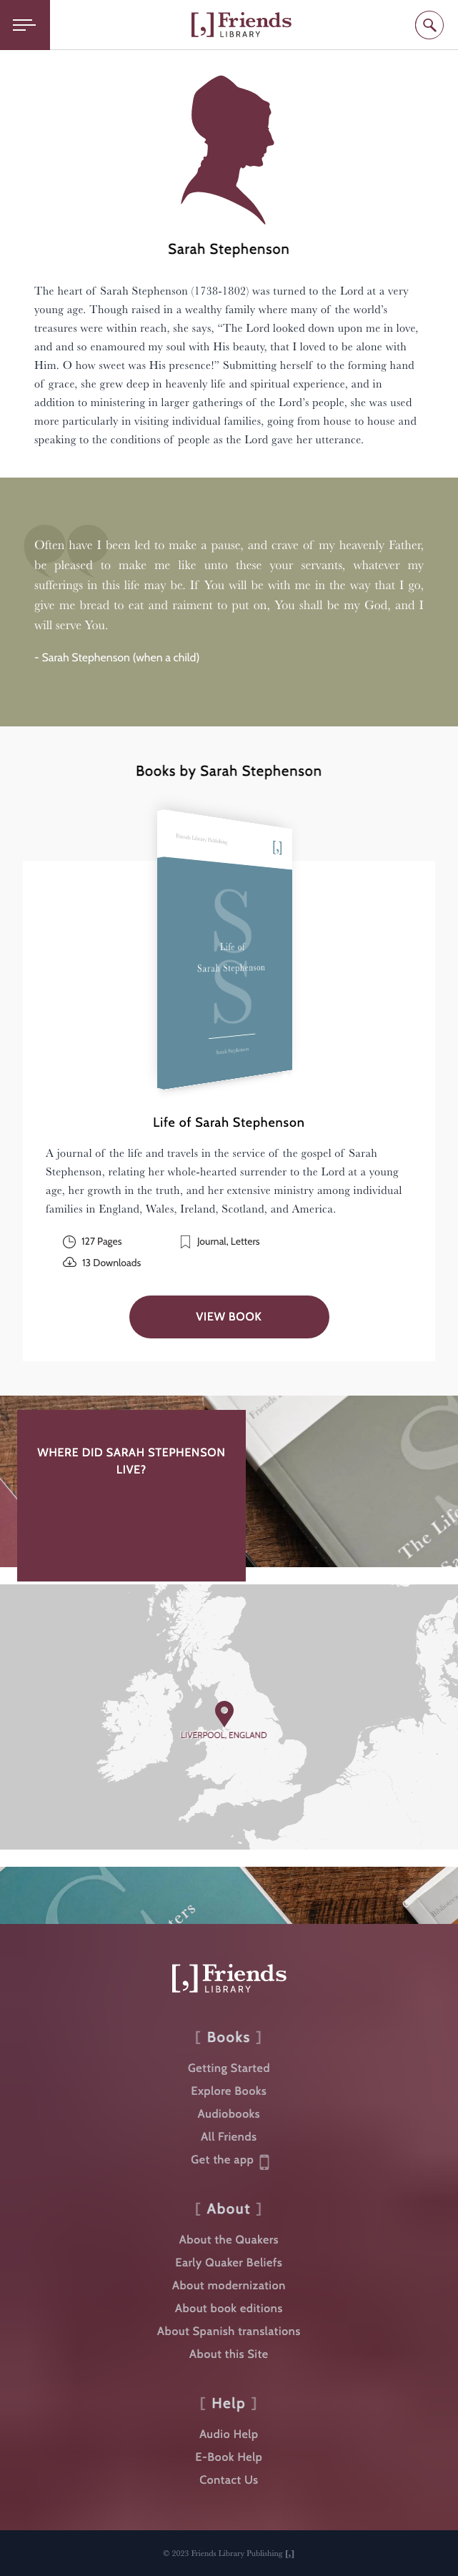 [,] Friends
LIBRARY
Sarah Stephenson
The heart of Sarah Stephenson (1738-1802) was turned to the Lord at a very
young age. Though raised in a wealthy family where many of the world’s
treasures were within reach, she says, “The Lord looked down upon me in love,
and and so enamoured my soul with His beauty, that I loved to be alone with
Him. O how sweet was His presence!” Submitting herself to the forming hand
of grace, she grew deep in heavenly life and spiritual experience, and in
addition to ministering in larger gatherings of the Lord’s people, she was used
more particularly in visiting individual families, going from house to house and
speaking to the conditions of people as the Lord gave her utterance.
Often have I been led to make a pause, and crave of my heavenly Father,
be pleased to make me like unto these your servants, whatever my
sufferings in this life may be. If You will be with me in the way that I go,
give me bread to eat and raiment to put on, You shall be my God, and I
will serve You.
- Sarah Stephenson (when a child)
Books by Sarah Stephenson
Friends Library Publishing
[,]
S
Life of
Sarah Stephenson
S
Sarah Stephenson
Life of Sarah Stephenson
A journal of the life and travels in the service of the gospel of Sarah
Stephenson, relating her whole-hearted surrender to the Lord at a young
age, her growth in the truth, and her extensive ministry among individual
families in England, Wales, Ireland, Scotland, and America.
127 Pages
Journal, Letters
13 Downloads
VIEW BOOK
Friends
WHERE DID SARAH STEPHENSON
LIVE?
The Life
LIVERPOOL, ENGLAND
[,] Friends
LIBRARY
[ Books ]
Getting Started
Explore Books
Audiobooks
All Friends
Get the app
[ About ]
About the Quakers
Early Quaker Beliefs
About modernization
About book editions
About Spanish translations
About this Site
[ Help ]
Audio Help
E-Book Help
Contact Us
© 2023 Friends Library Publishing [,]